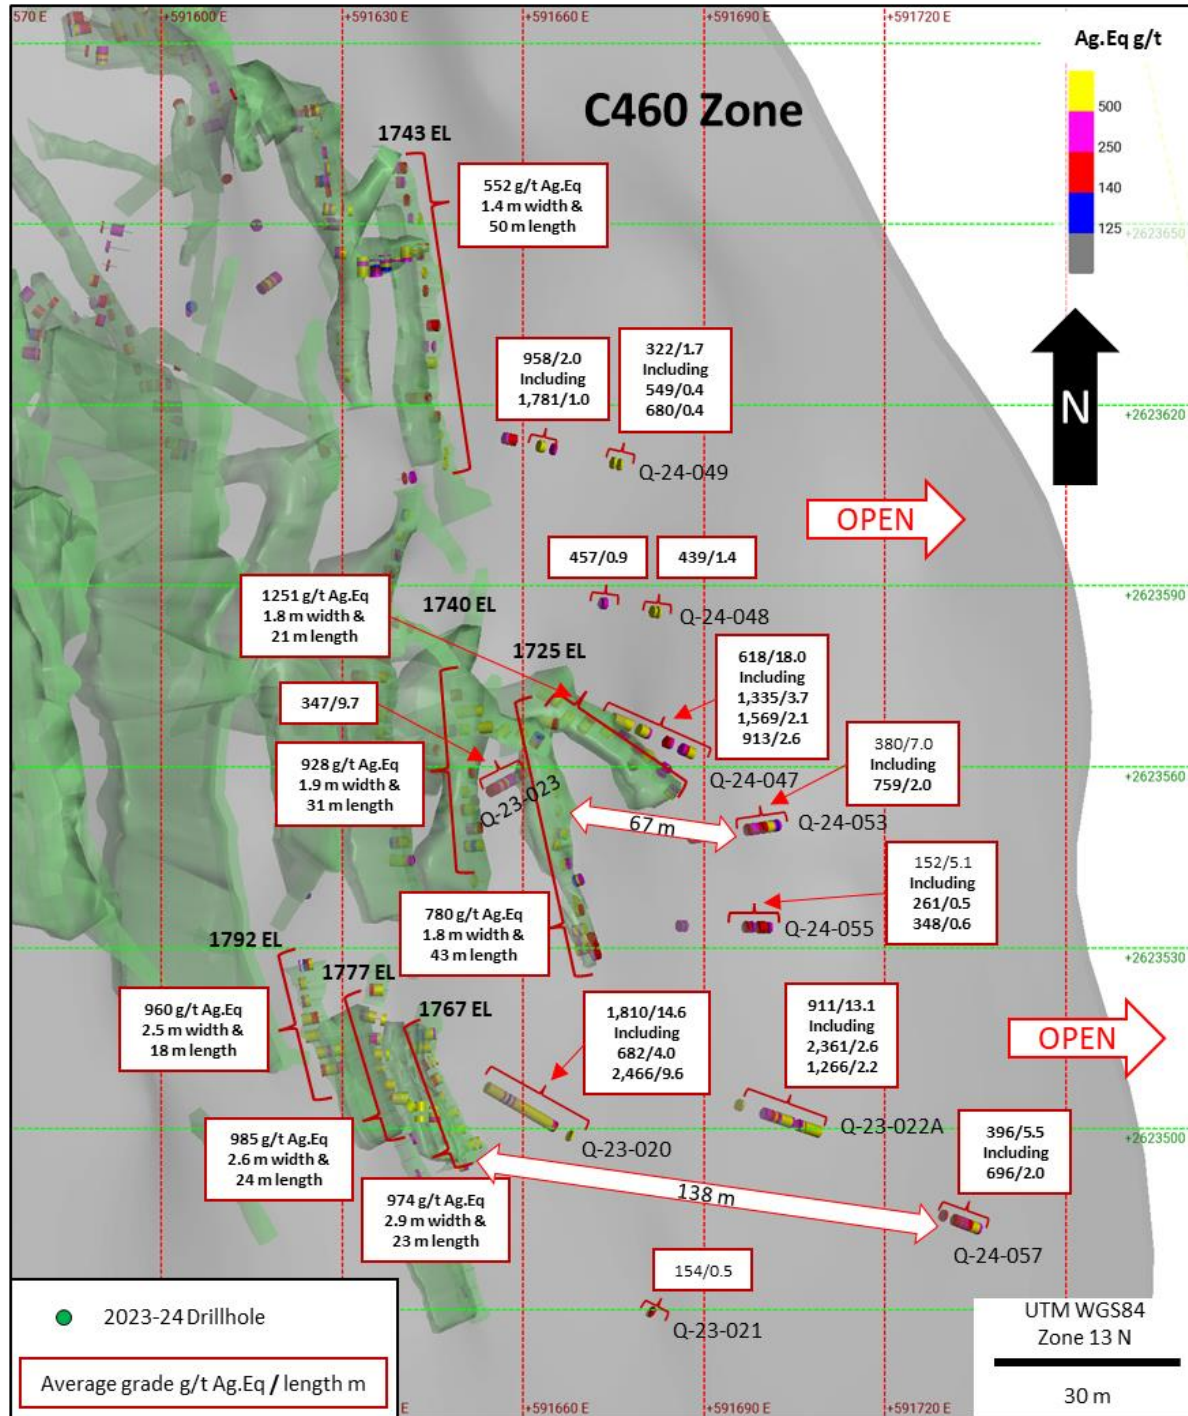 570 E
+591600 E
+591630 E
+591660 E
+591690 E
+591720 E
Ag.Eq g/t
500
250
140
125
C460 Zone
1743 EL
552 g/t Ag.Eq
1.4 m width &
50 m length
+2623650
N
958/2.0
Including
1,781/1.0
322/1.7
Including
549/0.4
680/0.4
+2623620
Q-24-049
OPEN
457/0.9
439/1.4
+2623590
1251 g/t Ag.Eq
1.8 m width &
21 m length
1740 EL
Q-24-048
1725 EL
618/18.0
Including
1,335/3.7
1,569/2.1
913/2.6
347/9.7
380/7.0
Including
759/2.0
928 g/t Ag.Eq
1.9 m width &
31 m length
Q-23-023
Q-24-047
+2623560
67 m
Q-24-053
152/5.1
Including
261/0.5
348/0.6
780 g/t Ag.Eq
1.8 m width &
43 m length
Q-24-055
1792 EL
+2623530
1777 EL
1767 EL
960 g/t Ag.Eq
2.5 m width &
18 m length
1,810/14.6
Including
682/4.0
2,466/9.6
911/13.1
Including
2,361/2.6
1,266/2.2
OPEN
985 g/t Ag.Eq
2.6 m width &
24 m length
Q-23-020
Q-23-022A
+2623500
396/5.5
Including
696/2.0
974 g/t Ag.Eq
2.9 m width &
23 m length
138 m
Q-24-057
154/0.5
Q-23-021
2023-24 Drillhole
Average grade g/t Ag.Eq / length m
UTM WGS84
Zone 13 N
30 m
E
+591660 E
+591690 E
+591720 E